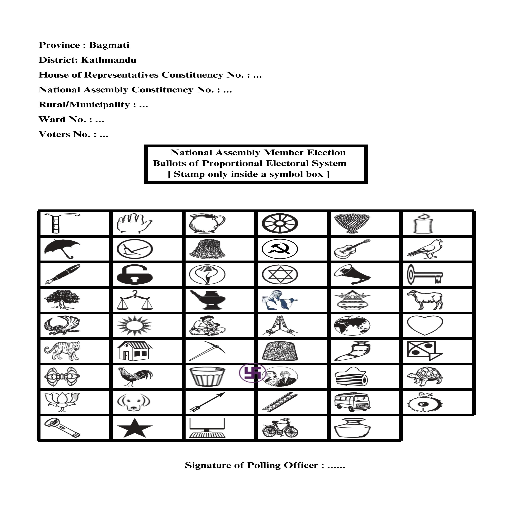 Province : Bagmati
District: Kathmandu
House of Representatives Constituency No. : ...
National Assembly Constituency No. : ...
Rural/Municipality : ...
Ward No. : ...
Voters No. : ...
National Assembly Member Election
Ballots of Proportional Electoral System
[ Stamp only inside a symbol box ]
Signature of Polling Officer : ......